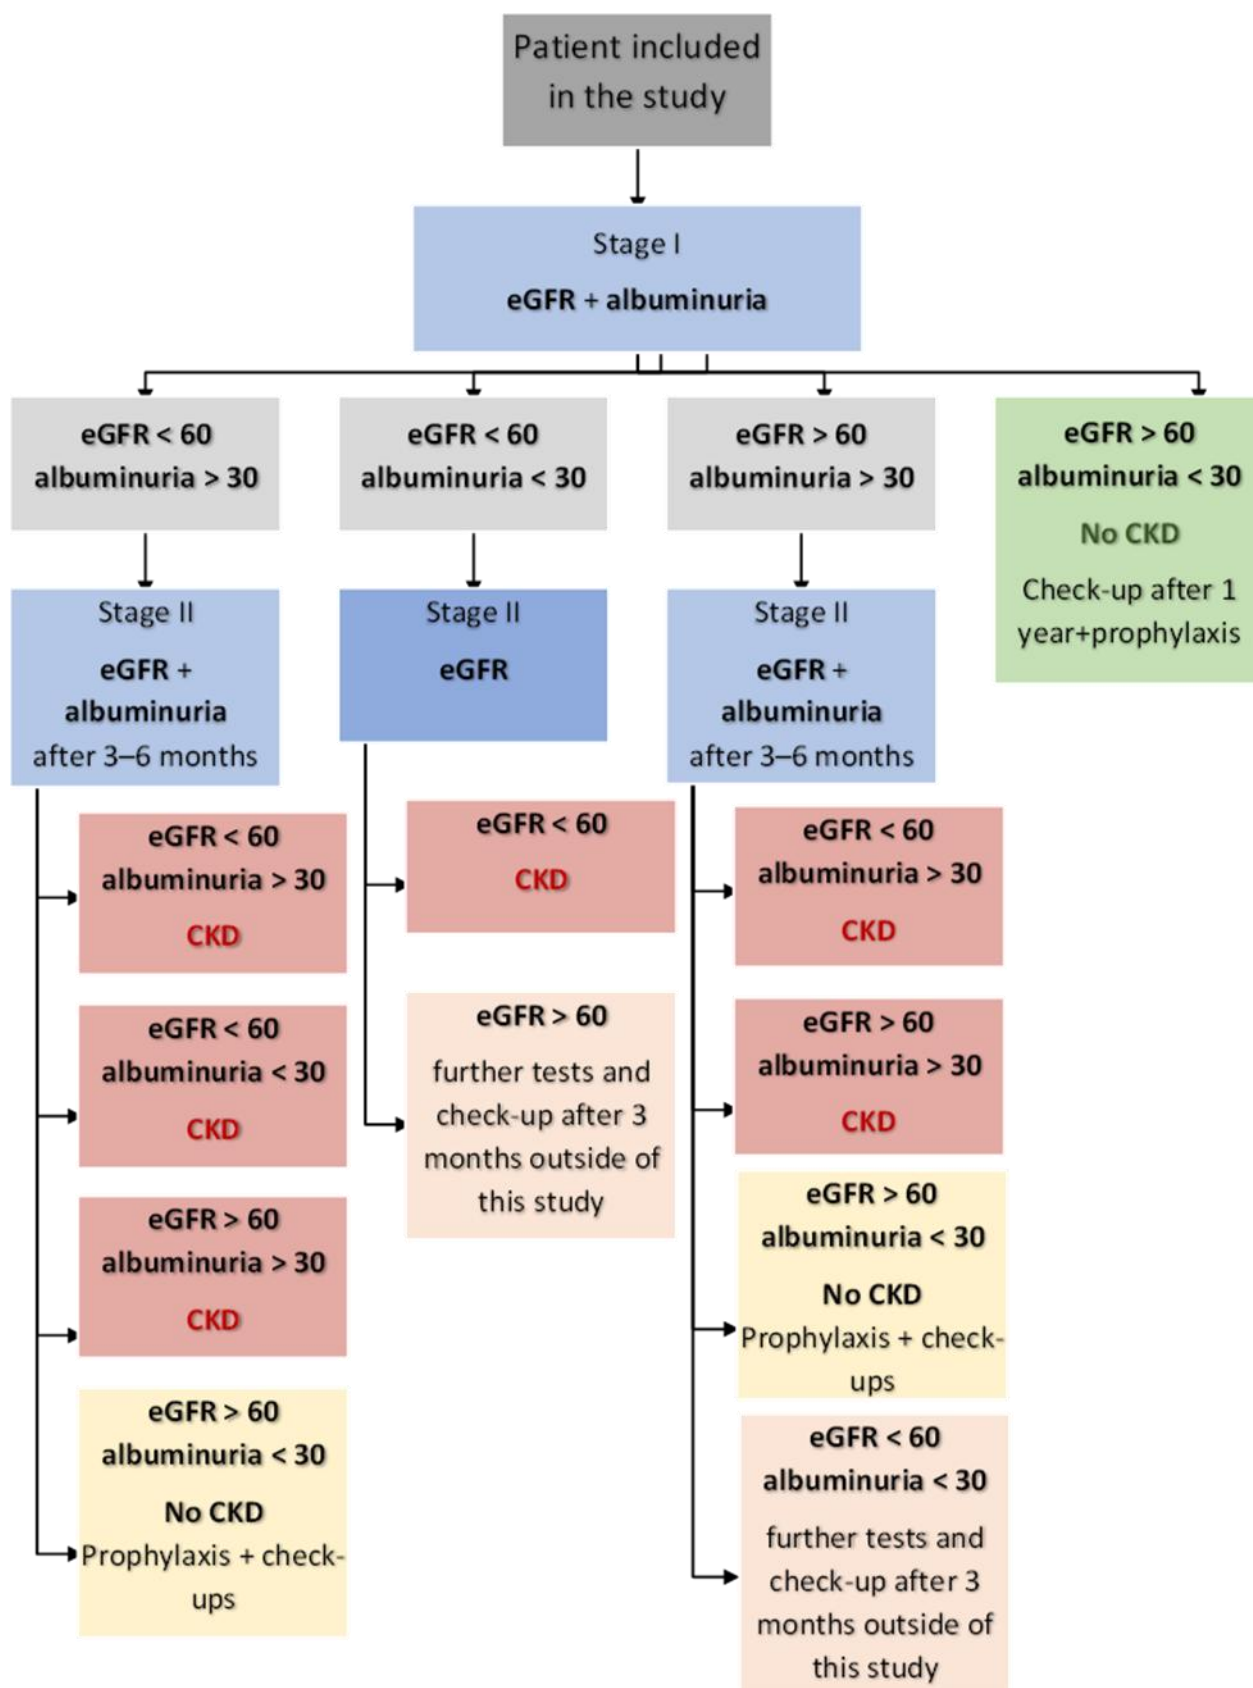 Patient included
in the study
Stage I
eGFR + albuminuria
eGFR < 60
albuminuria > 30
eGFR < 60
albuminuria < 30
eGFR > 60
albuminuria > 30
eGFR > 60
albuminuria < 30
No CKD
Check-up after 1
year+prophylaxis
Stage II
eGFR +
albuminuria
after 3–6 months
eGFR < 60
albuminuria > 30
CKD
eGFR < 60
albuminuria < 30
CKD
eGFR > 60
albuminuria > 30
CKD
eGFR > 60
albuminuria < 30
No CKD
Prophylaxis + check-
ups
Stage II
eGFR
eGFR < 60
CKD
eGFR > 60
further tests and
check-up after 3
months outside of
this study
Stage II
eGFR +
albuminuria
after 3–6 months
eGFR < 60
albuminuria > 30
CKD
eGFR > 60
albuminuria > 30
CKD
eGFR > 60
albuminuria < 30
No CKD
Prophylaxis + check-
ups
eGFR < 60
albuminuria < 30
further tests and
check-up after 3
months outside of
this study